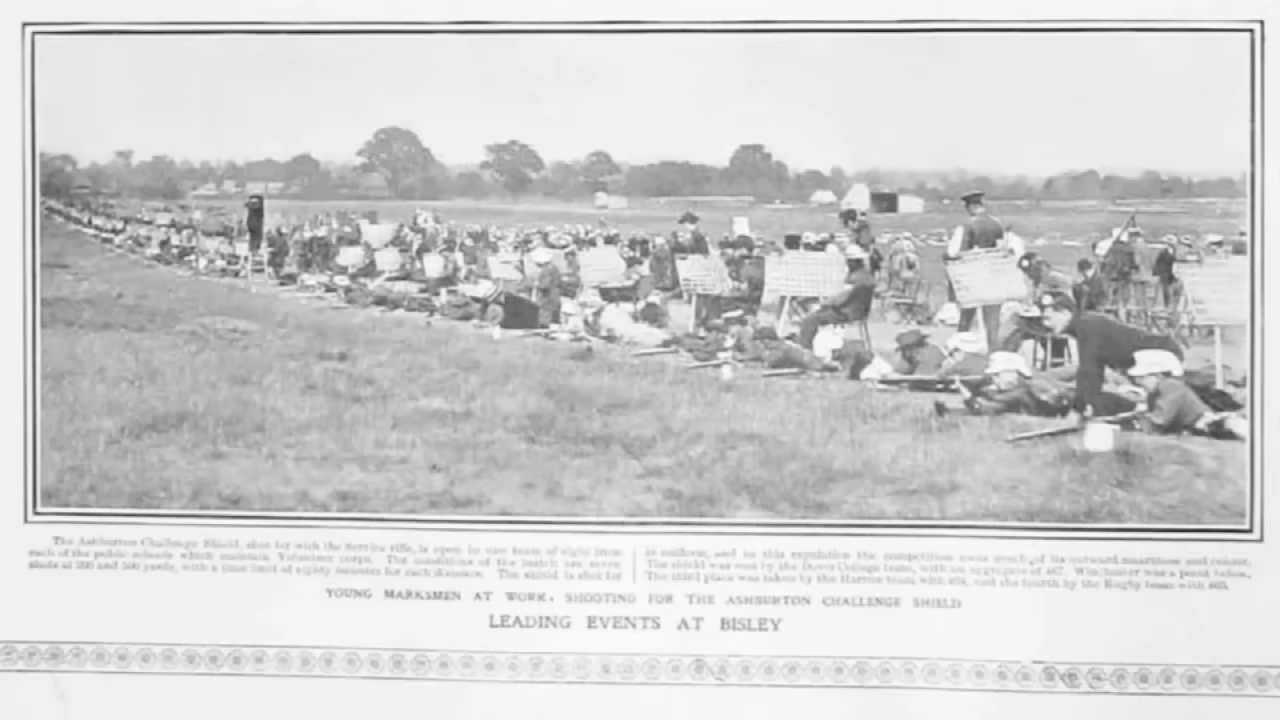 The Ashburton Challenge Shield, shot for with the Service rifle, is open to one team of eight from
each of the public schools which maintain Volunteer corps. The conditions of the match are seven
shots at 200 and 500 yards, with a time limit of eighty minutes for each distance. The shield is shot for
in uniform, and to this regulation the competition owes much of its outward smartness and colour.
The shield was won by the Dover College team, with an aggregate of Winchester was a point below.
The third place was taken by the Harrow team with and the fourth by the Rugby team with
YOUNG MARKSMEN AT WORK: SHOOTING FOR THE ASHBURTON CHALLENGE SHIELD
LEADING EVENTS AT BISLEY